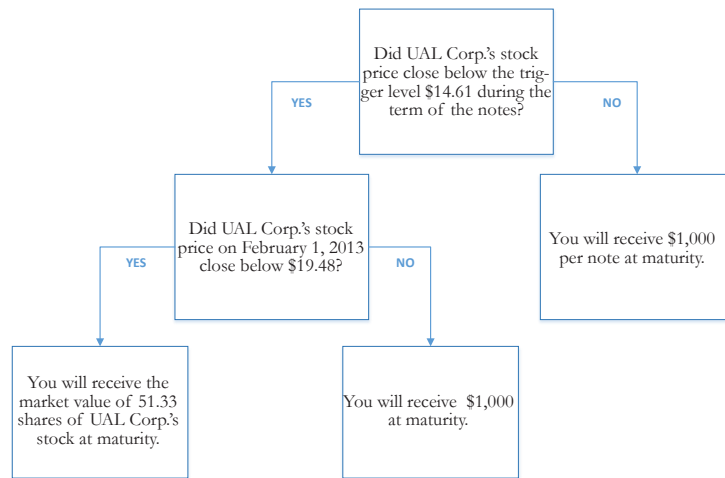 Did UAL Corp.'s stock
price close below the trig-
ger level $14.61 during the
term of the notes?
YES
NO
Did UAL Corp.'s stock
price on February 1, 2013
close below $19.48?
You will receive $1,000
per note at maturity.
YES
NO
You will receive the
market value of 51.33
shares of UAL Corp.'s
stock at maturity.
You will receive $1,000
at maturity.